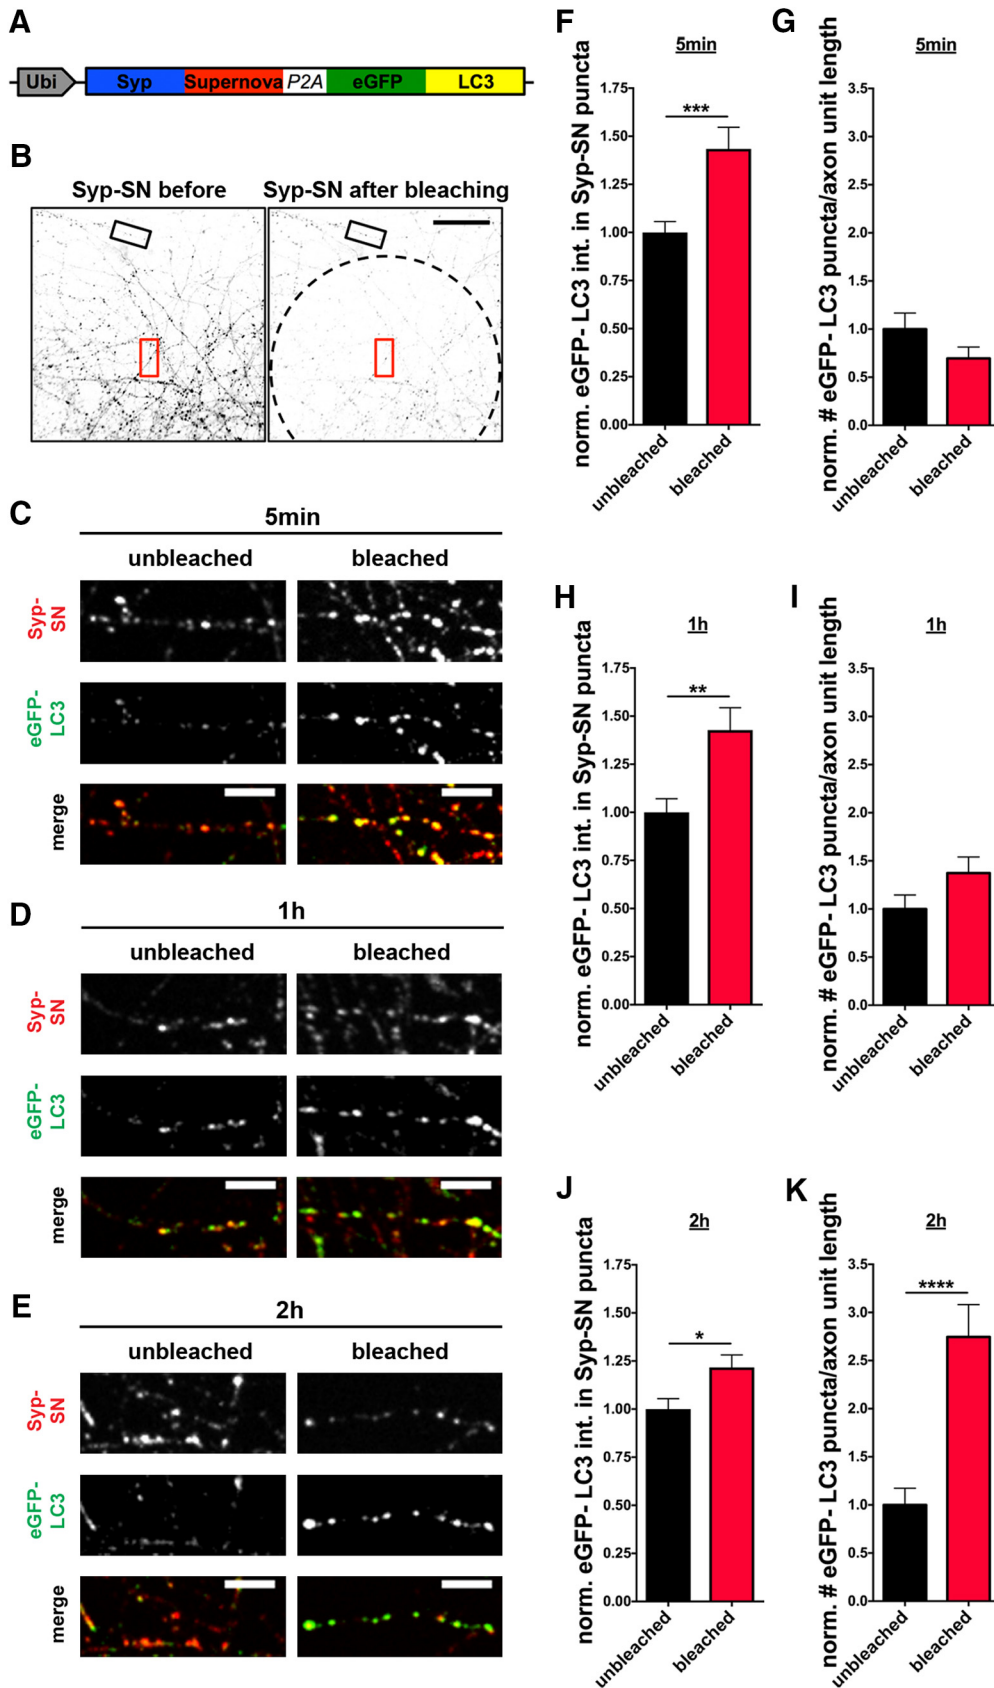 A
Ubi Syp Supernova P2A eGFP LC3
B
Syp-SN before Syp-SN after bleaching
C
5min
unbleached bleached
Syp-
SN
eGFP-
LC3
merge
D
1h
unbleached bleached
Syp-
SN
eGFP-
LC3
merge
E
2h
unbleached bleached
Syp-
SN
eGFP-
LC3
merge
F
5min
norm. eGFP- LC3 int. in Syp-SN puncta
1.75
1.50
1.25
1.00
0.75
0.50
0.25
0.00
***
unbleached bleached
G
5min
norm. # eGFP- LC3 puncta/axon unit length
3.5
3.0
2.5
2.0
1.5
1.0
0.5
0.0
unbleached bleached
H
1h
norm. eGFP- LC3 int. in Syp-SN puncta
1.75
1.50
1.25
1.00
0.75
0.50
0.25
0.00
**
unbleached bleached
I
1h
norm. # eGFP- LC3 puncta/axon unit length
3.5
3.0
2.5
2.0
1.5
1.0
0.5
0.0
unbleached bleached
J
2h
norm. eGFP- LC3 int. in Syp-SN puncta
1.75
1.50
1.25
1.00
0.75
0.50
0.25
0.00
*
unbleached bleached
K
2h
norm. # eGFP- LC3 puncta/axon unit length
3.5
3.0
2.5
2.0
1.5
1.0
0.5
0.0
****
unbleached bleached